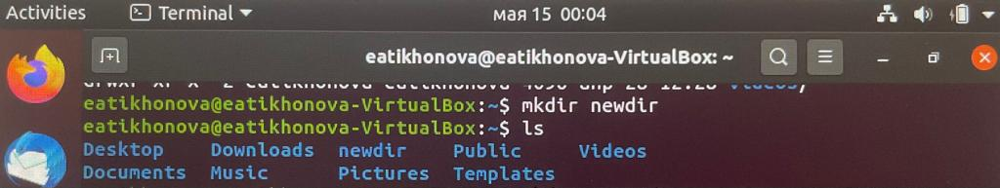 Activities Terminal мая 15 00:04
eatikhonova@eatikhonova-VirtualBox: ~
eatikhonova@eatikhonova-VirtualBox:~$ mkdir newdir
eatikhonova@eatikhonova-VirtualBox:~$ ls
Desktop Downloads newdir Public Videos
Documents Music Pictures Templates